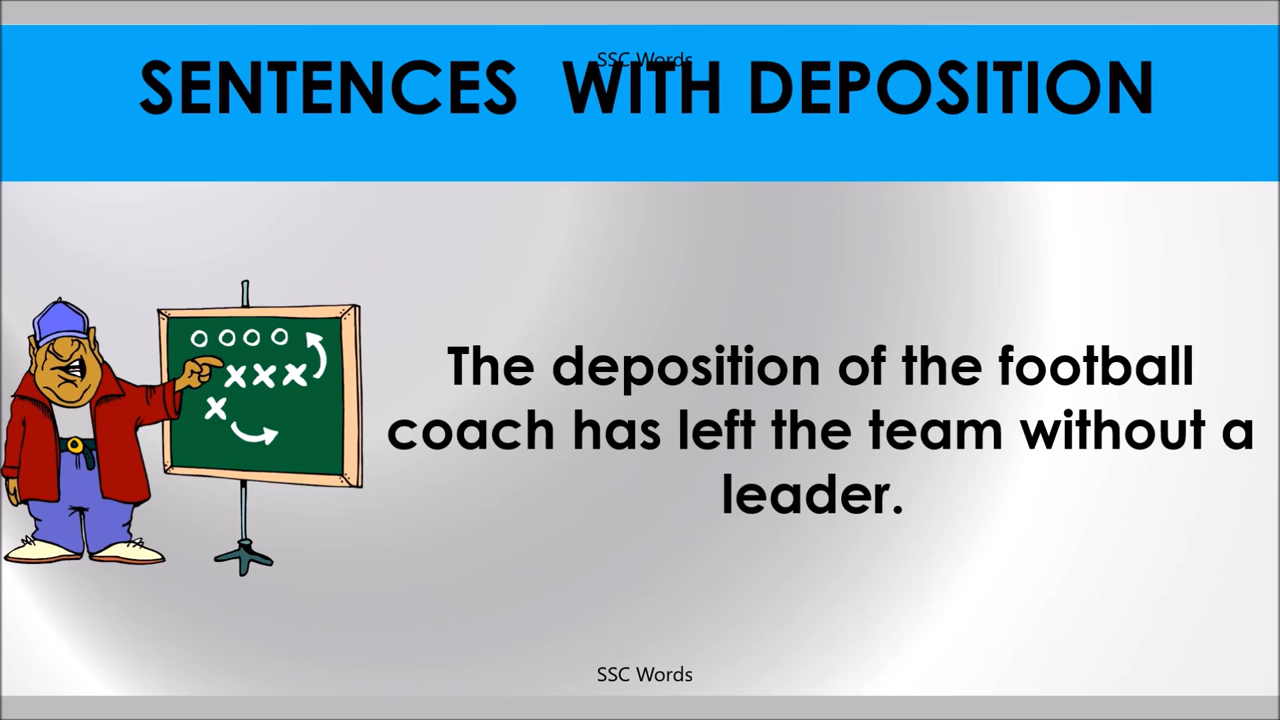 SSC Words
SENTENCES WITH DEPOSITION
The deposition of the football
coach has left the team without a
leader.
SSC Words